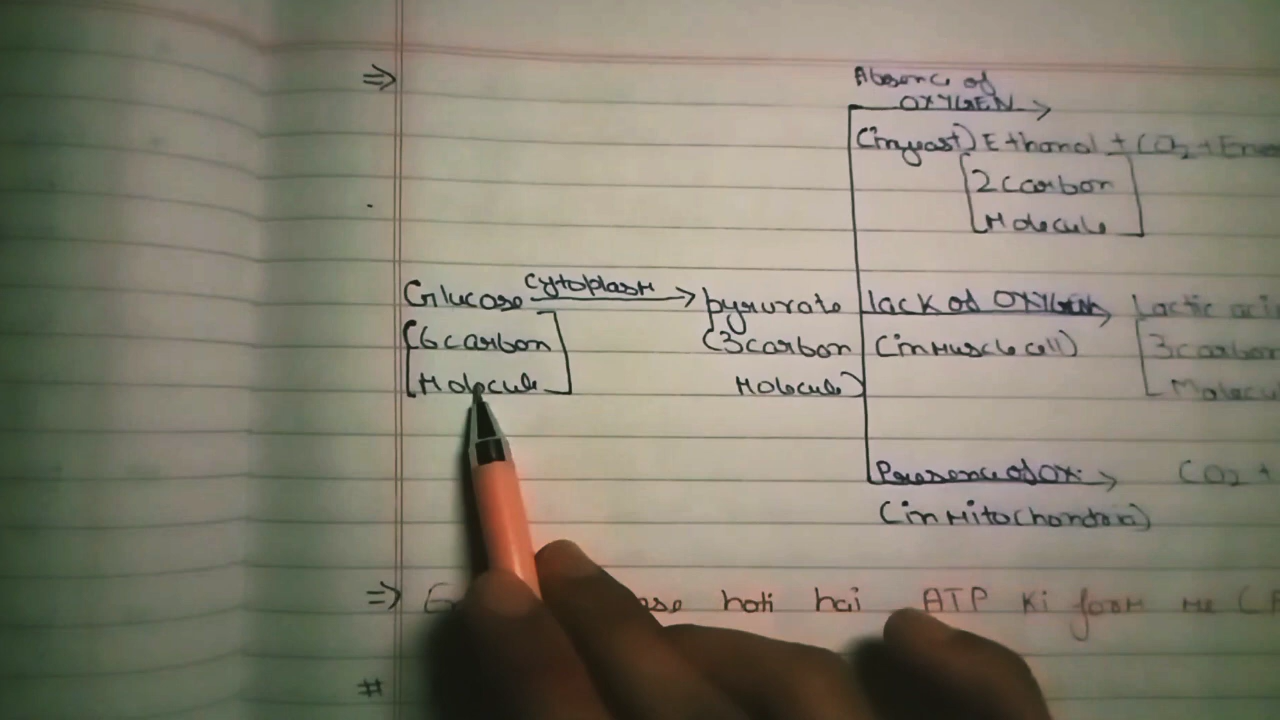 ⇒
Absence of
OXYGEN
(in yeast) Ethanol + CO2 + Ene
[2 carbon
Molecule]
Glucose cytoplasm → pyruvate
[6 carbon
Molecule]
(3 carbon
Molecule)
lack of OXYGEN → Lactic aci
(in Muscle cell)
[3 carbon
Molecul
Presence of OX. → CO2 +
(in Mitochondria)
⇒ hoti hai ATP Ki form me (
#